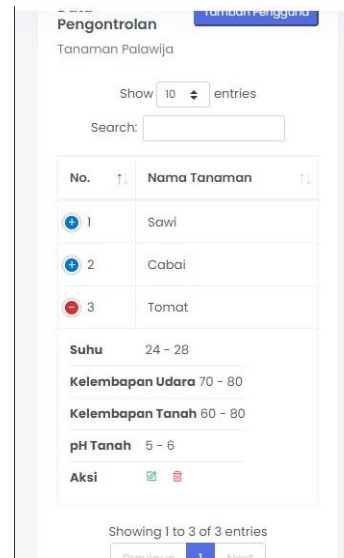 Data
Pengontrolan
Tambah Pengguna
Tanaman Palawija
Show 10 entries
Search:
No. Nama Tanaman
1 Sawi
2 Cabai
3 Tomat
Suhu 24 - 28
Kelembapan Udara 70 - 80
Kelembapan Tanah 60 - 80
pH Tanah 5 - 6
Aksi
Showing 1 to 3 of 3 entries
Previous 1 Next